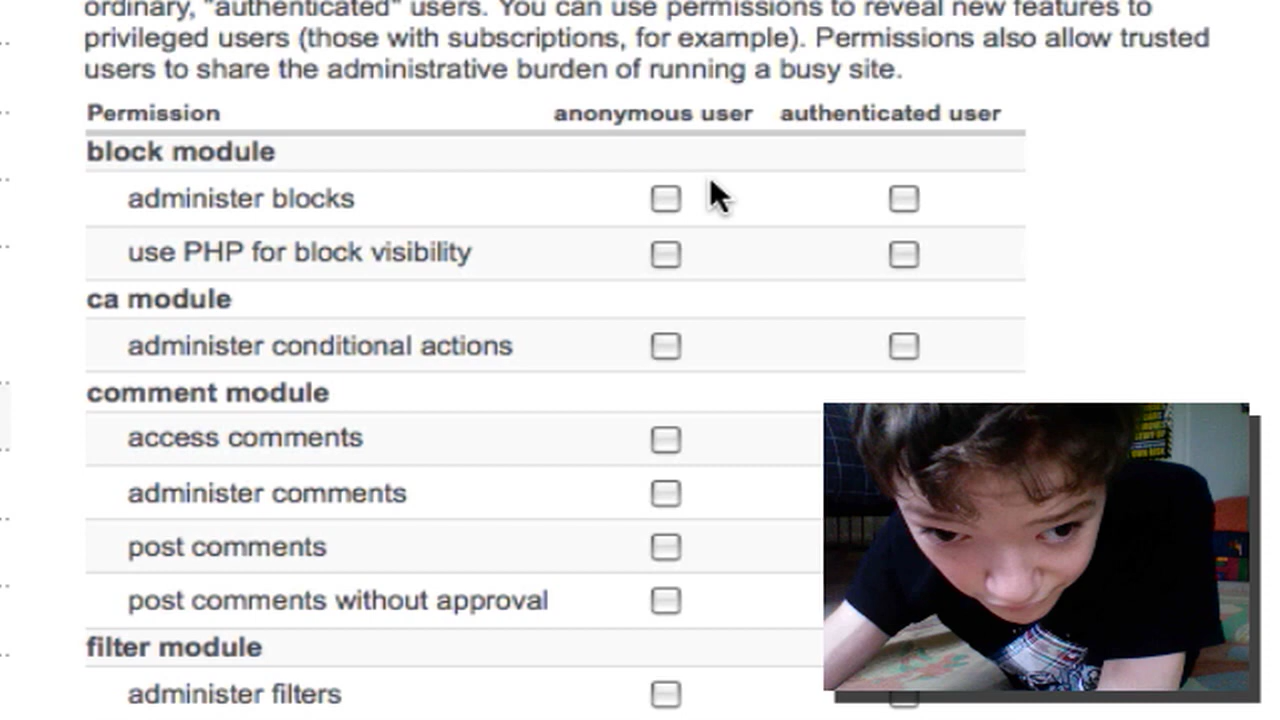 ordinary, "authenticated" users. You can use permissions to reveal new features to
privileged users (those with subscriptions, for example). Permissions also allow trusted
users to share the administrative burden of running a busy site.
Permission anonymous user authenticated user
block module
administer blocks
use PHP for block visibility
ca module
administer conditional actions
comment module
access comments
administer comments
post comments
post comments without approval
filter module
administer filters
OWN RISK